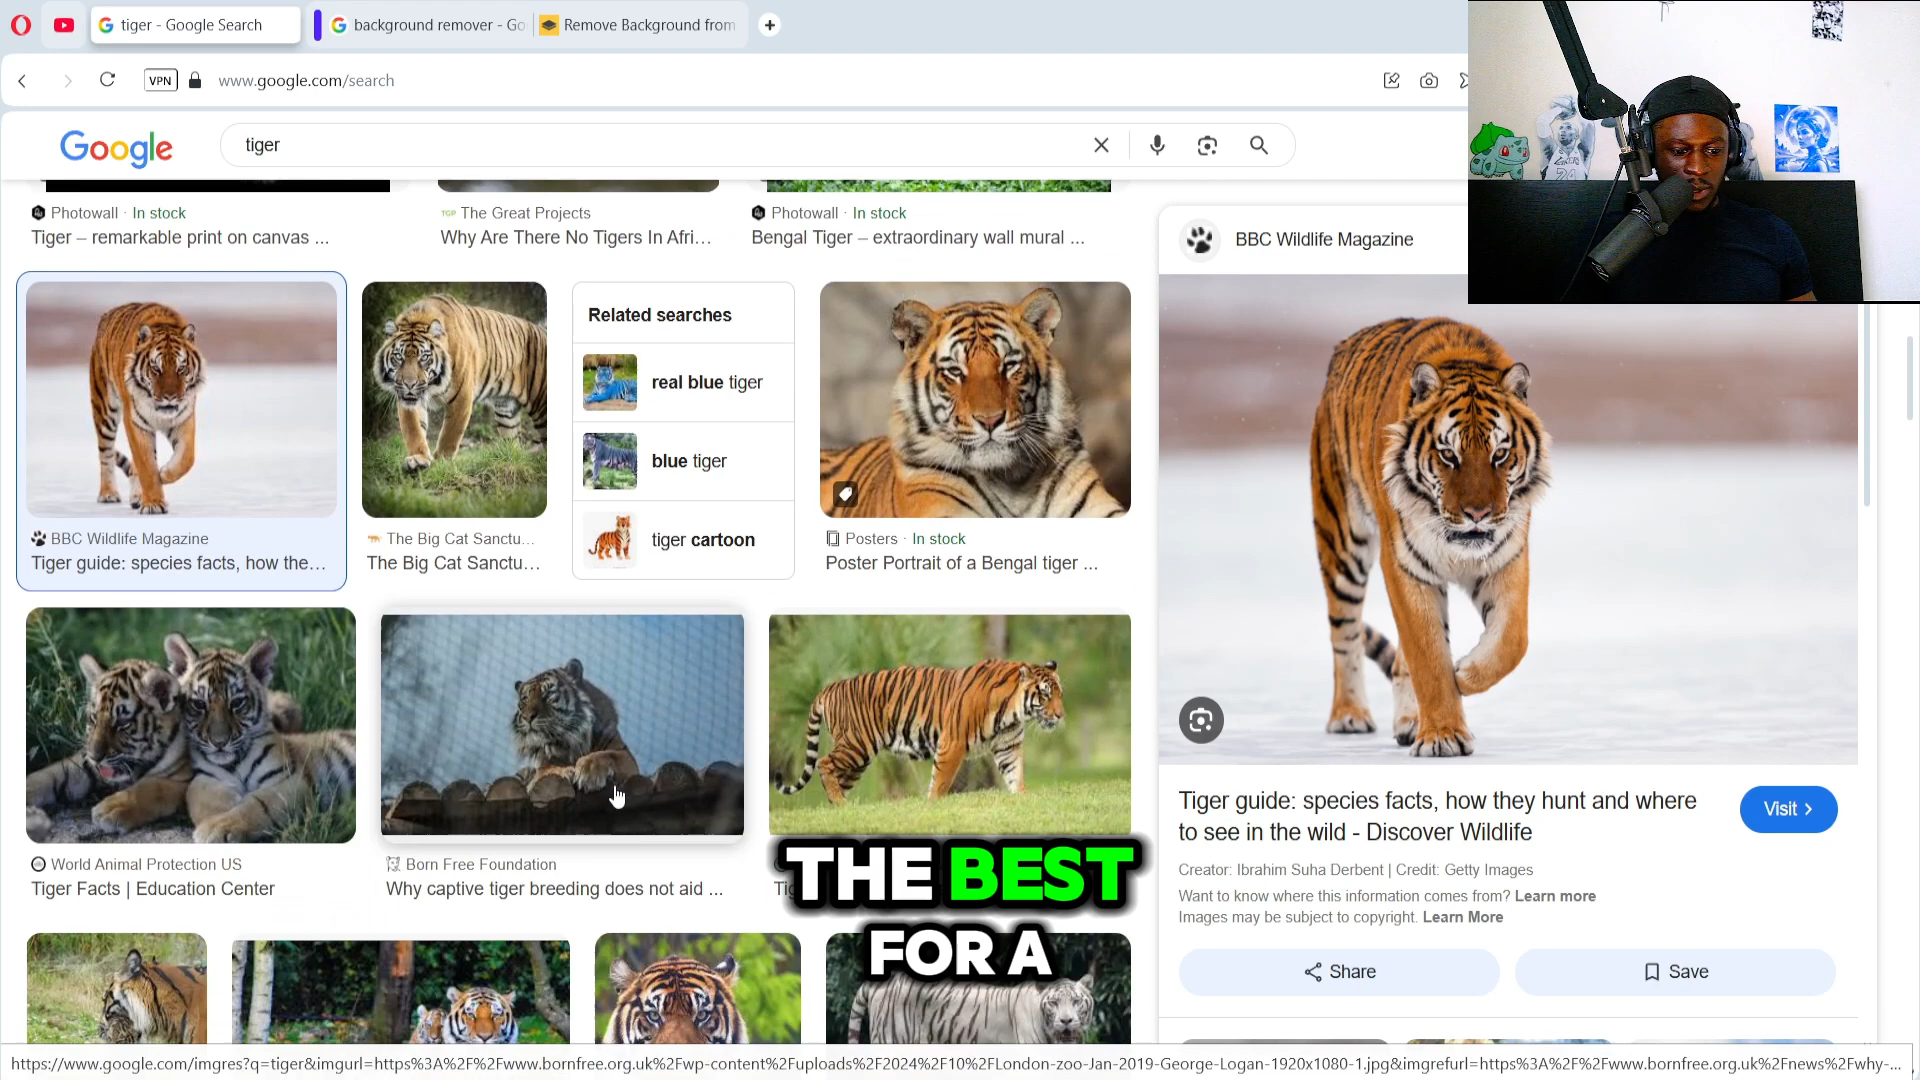 tiger - Google Search
background remover - Go
Remove Background from
VPN
www.google.com/search
Google
tiger
Photowall · In stock
Tiger – remarkable print on canvas ...
TGP The Great Projects
Why Are There No Tigers In Afri...
Photowall · In stock
Bengal Tiger – extraordinary wall mural ...
BBC Wildlife Magazine
Tiger guide: species facts, how the...
The Big Cat Sanctu...
The Big Cat Sanctu...
Related searches
real blue tiger
blue tiger
tiger cartoon
Posters · In stock
Poster Portrait of a Bengal tiger ...
World Animal Protection US
Tiger Facts | Education Center
Born Free Foundation
Why captive tiger breeding does not aid ...
Tig
THE BEST
FOR A
BBC Wildlife Magazine
24
Tiger guide: species facts, how they hunt and where
to see in the wild - Discover Wildlife
Visit
Creator: Ibrahim Suha Derbent | Credit: Getty Images
Want to know where this information comes from? Learn more
Images may be subject to copyright. Learn More
Share
Save
https://www.google.com/imgres?q=tiger&imgurl=https%3A%2F%2Fwww.bornfree.org.uk%2Fwp-content%2Fuploads%2F2024%2F10%2FLondon-zoo-Jan-2019-George-Logan-1920x1080-1.jpg&imgrefurl=https%3A%2F%2Fwww.bornfree.org.uk%2Fnews%2Fwhy-...